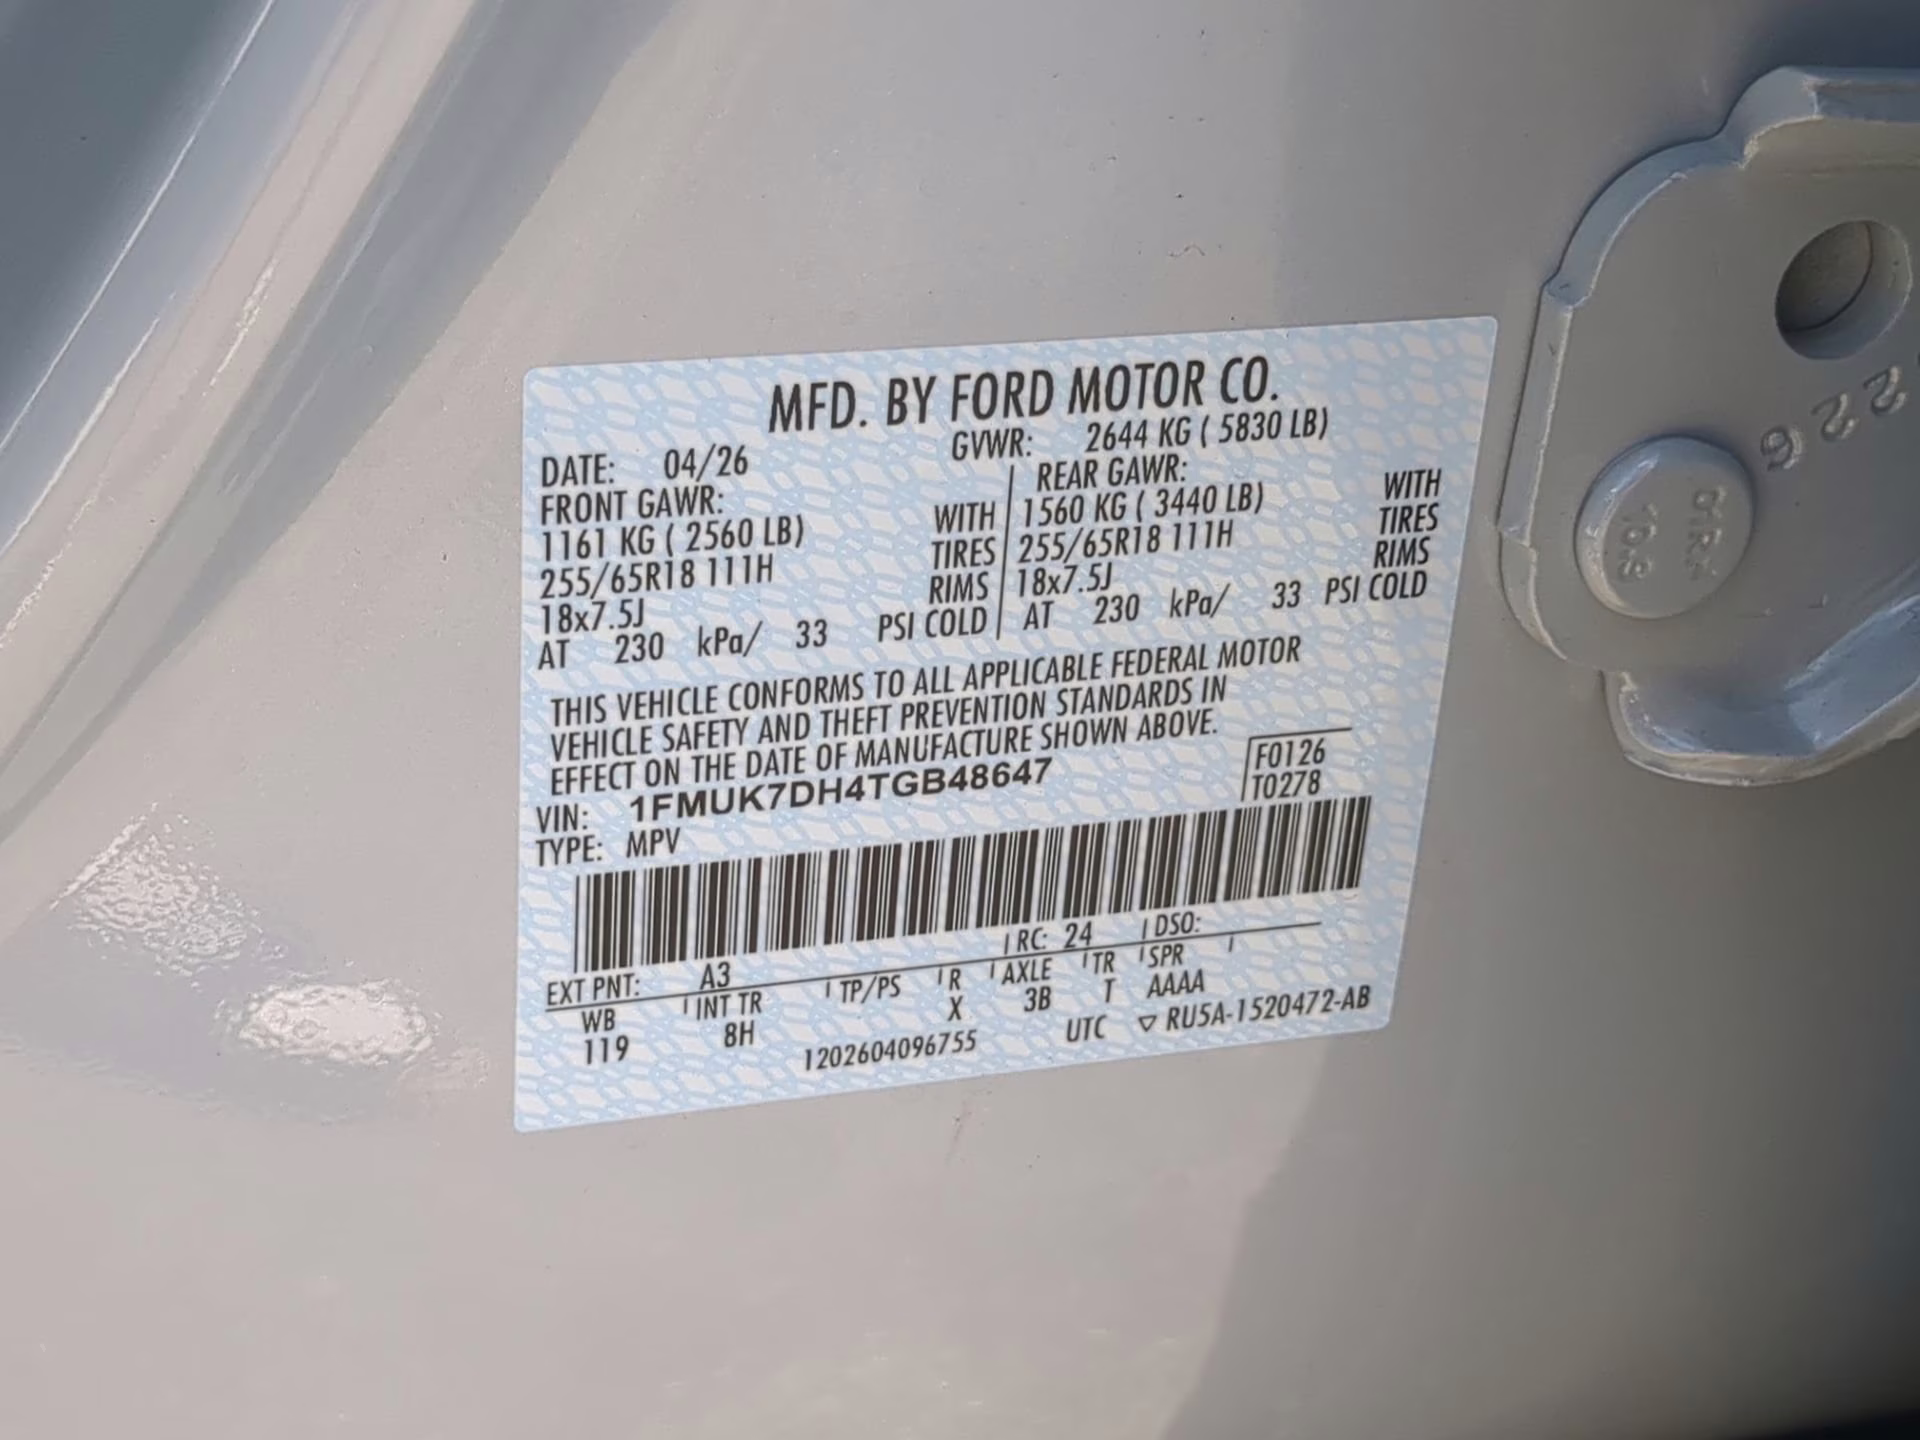 MFD. BY FORD MOTOR CO.
DATE: 04/26 GVWR: 2644 KG ( 5830 LB)
FRONT GAWR: REAR GAWR:
1161 KG ( 2560 LB) WITH 1560 KG ( 3440 LB) WITH
255/65R18 111H TIRES 255/65R18 111H TIRES
18x7.5J RIMS 18x7.5J RIMS
AT 230 kPa/ 33 PSI COLD AT 230 kPa/ 33 PSI COLD
THIS VEHICLE CONFORMS TO ALL APPLICABLE FEDERAL MOTOR
VEHICLE SAFETY AND THEFT PREVENTION STANDARDS IN
EFFECT ON THE DATE OF MANUFACTURE SHOWN ABOVE.
VIN: 1FMUK7DH4TGB48647 F0126
TYPE: MPV T0278
EXT PNT: A3 RC: 24 DSO:
WB INT TR TP/PS R AXLE TR SPR
119 8H X 3B T AAAA
1202604096755 UTC ▽ RU5A-1520472-AB
10.9